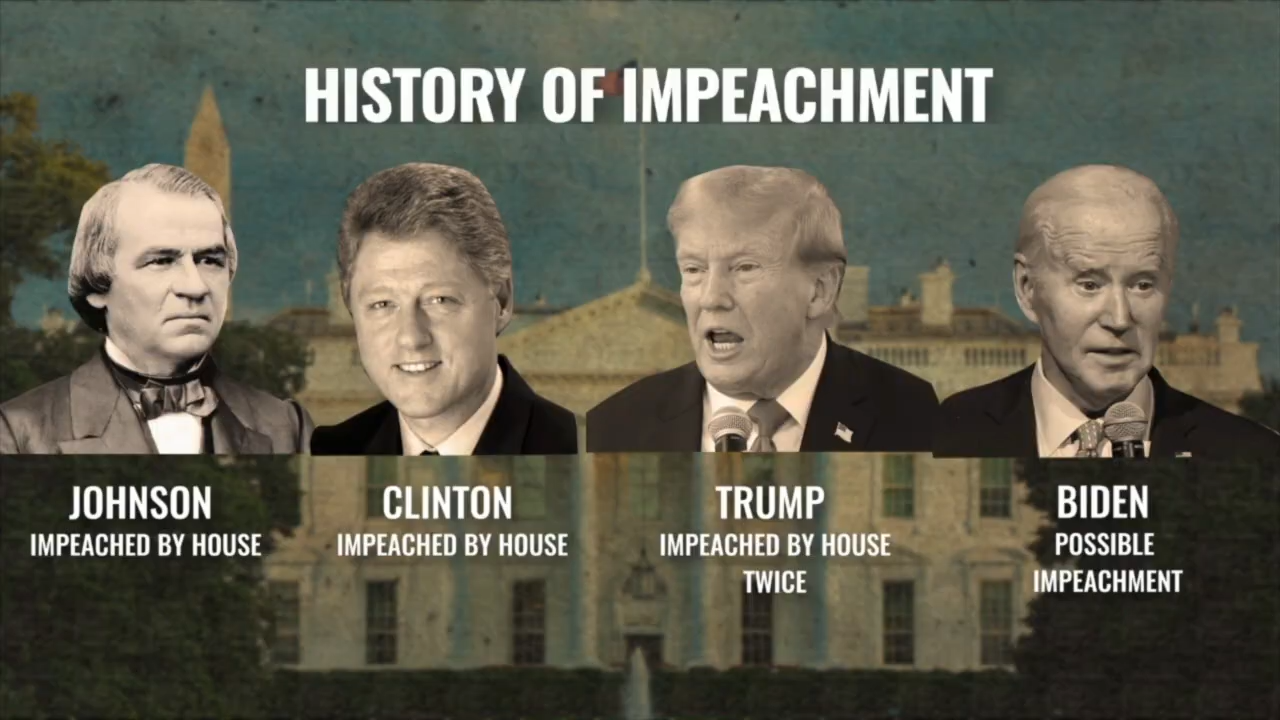 HISTORY OF IMPEACHMENT
JOHNSON
IMPEACHED BY HOUSE
CLINTON
IMPEACHED BY HOUSE
TRUMP
IMPEACHED BY HOUSE
TWICE
BIDEN
POSSIBLE
IMPEACHMENT